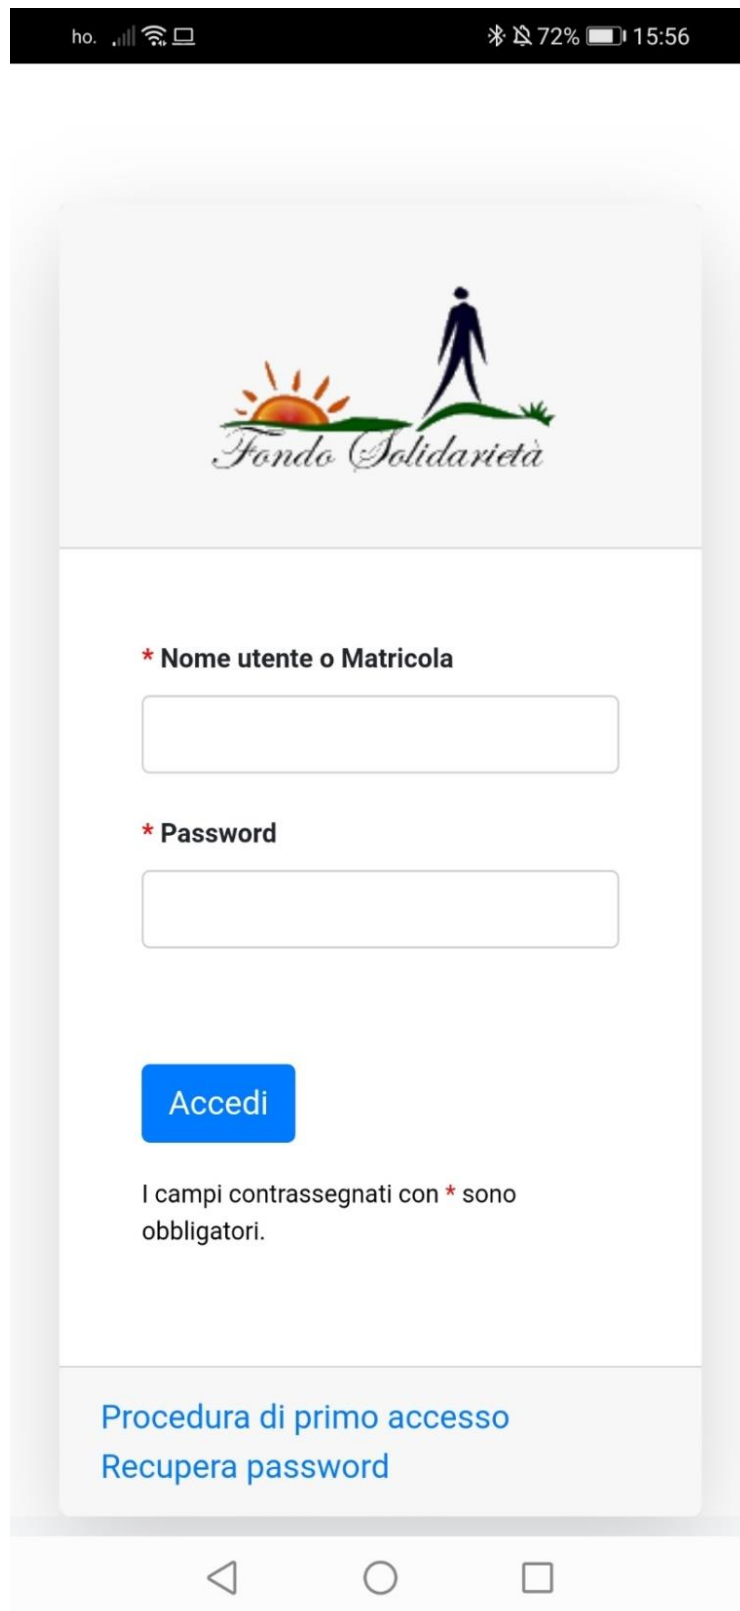 ho. 72% 15:56
Fondo Solidarietà
* Nome utente o Matricola
* Password
Accedi
I campi contrassegnati con * sono
obbligatori.
Procedura di primo accesso
Recupera password